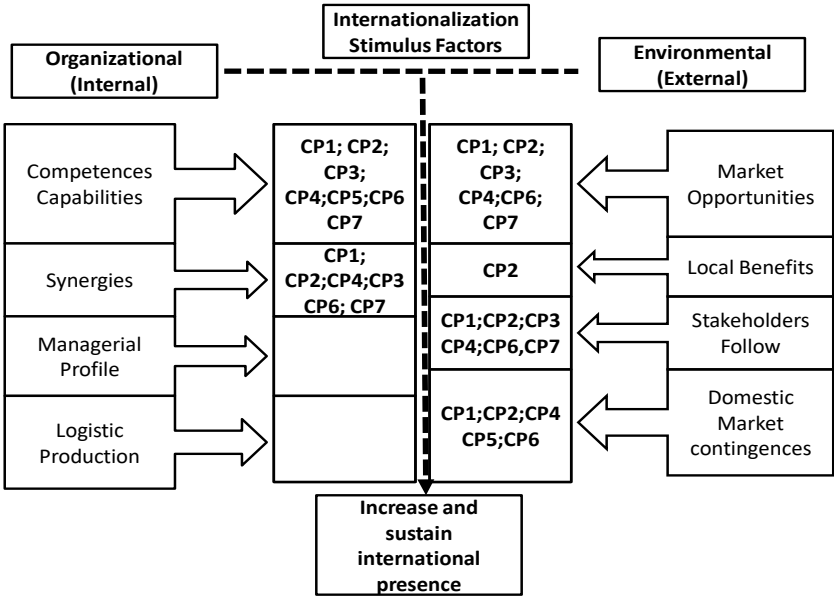 Internationalization
Stimulus Factors
Organizational
(Internal)
Environmental
(External)
Competences
Capabilities
CP1; CP2;
CP3;
CP4;CP5;CP6
CP7
CP1; CP2;
CP3;
CP4;CP6;
CP7
Market
Opportunities
Synergies
CP1;
CP2;CP4;CP3
CP6; CP7
CP2
Local Benefits
Managerial
Profile
CP1;CP2;CP3
CP4;CP6,CP7
Stakeholders
Follow
Logistic
Production
CP1;CP2;CP4
CP5;CP6
Domestic
Market
contingences
Increase and
sustain
international
presence